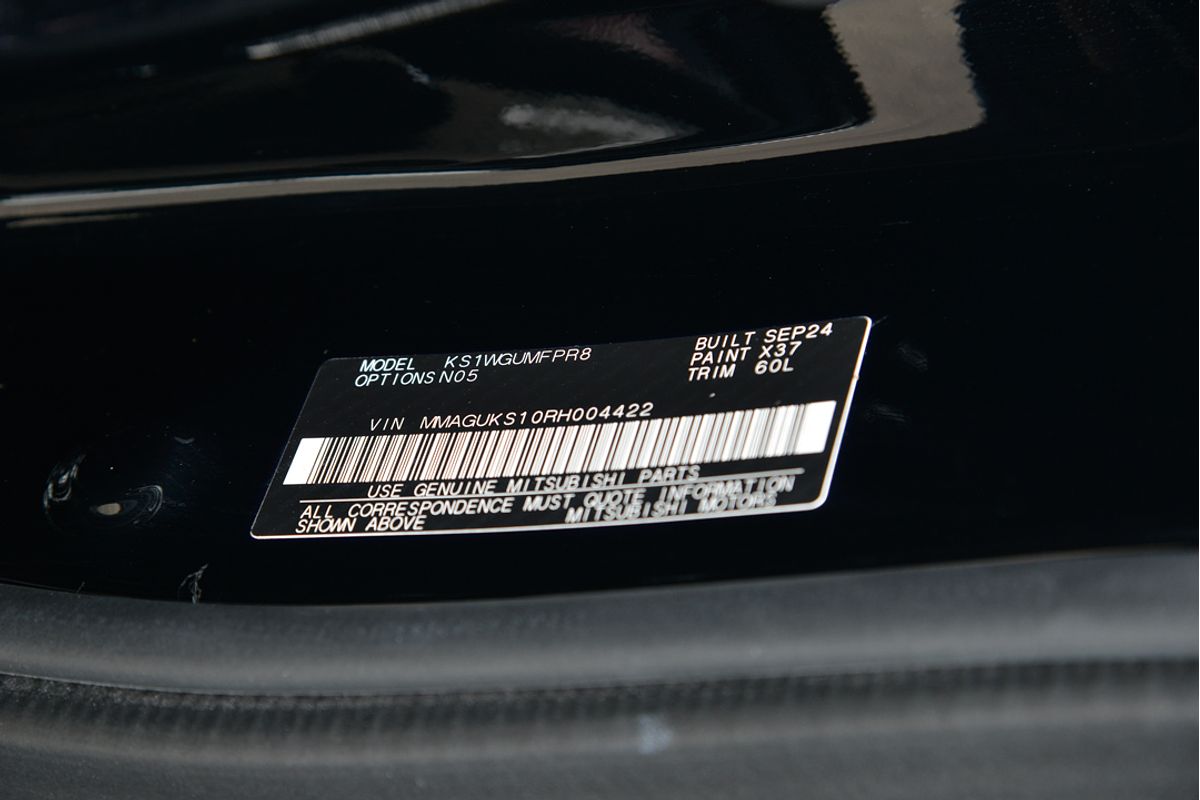 MODEL KS1WGUMFPR8 BUILT SEP24
OPTIONS N05 PAINT X37
TRIM 60L
VIN MMAGUKS10RH004422
USE GENUINE MITSUBISHI PARTS
ALL CORRESPONDENCE MUST QUOTE INFORMATION
SHOWN ABOVE MITSUBISHI MOTORS